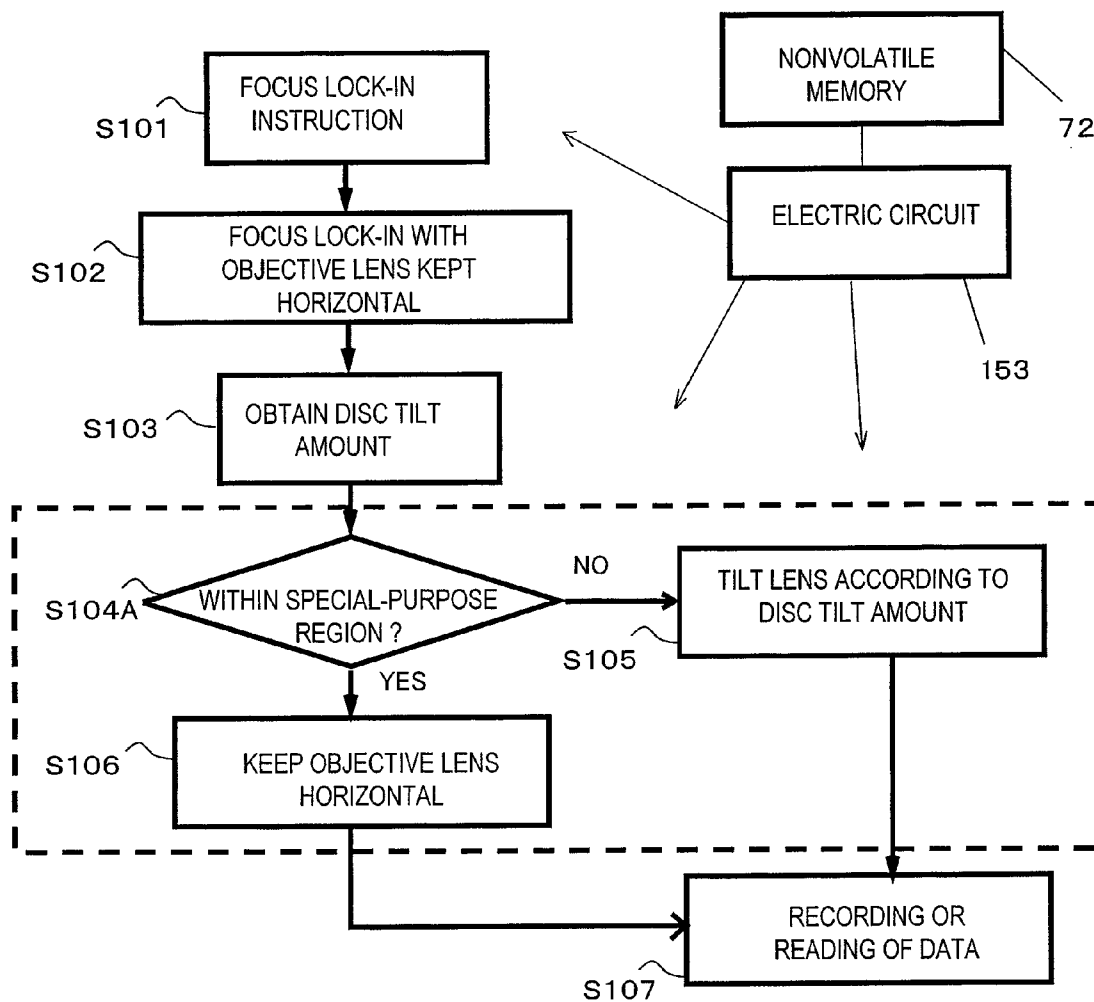 FOCUS LOCK-IN
INSTRUCTION
S101
NONVOLATILE
MEMORY
72
ELECTRIC CIRCUIT
153
FOCUS LOCK-IN WITH
OBJECTIVE LENS KEPT
HORIZONTAL
S102
OBTAIN DISC TILT
AMOUNT
S103
WITHIN SPECIAL-PURPOSE
REGION ?
S104A
NO
YES
TILT LENS ACCORDING TO
DISC TILT AMOUNT
S105
KEEP OBJECTIVE LENS
HORIZONTAL
S106
RECORDING OR
READING OF DATA
S107